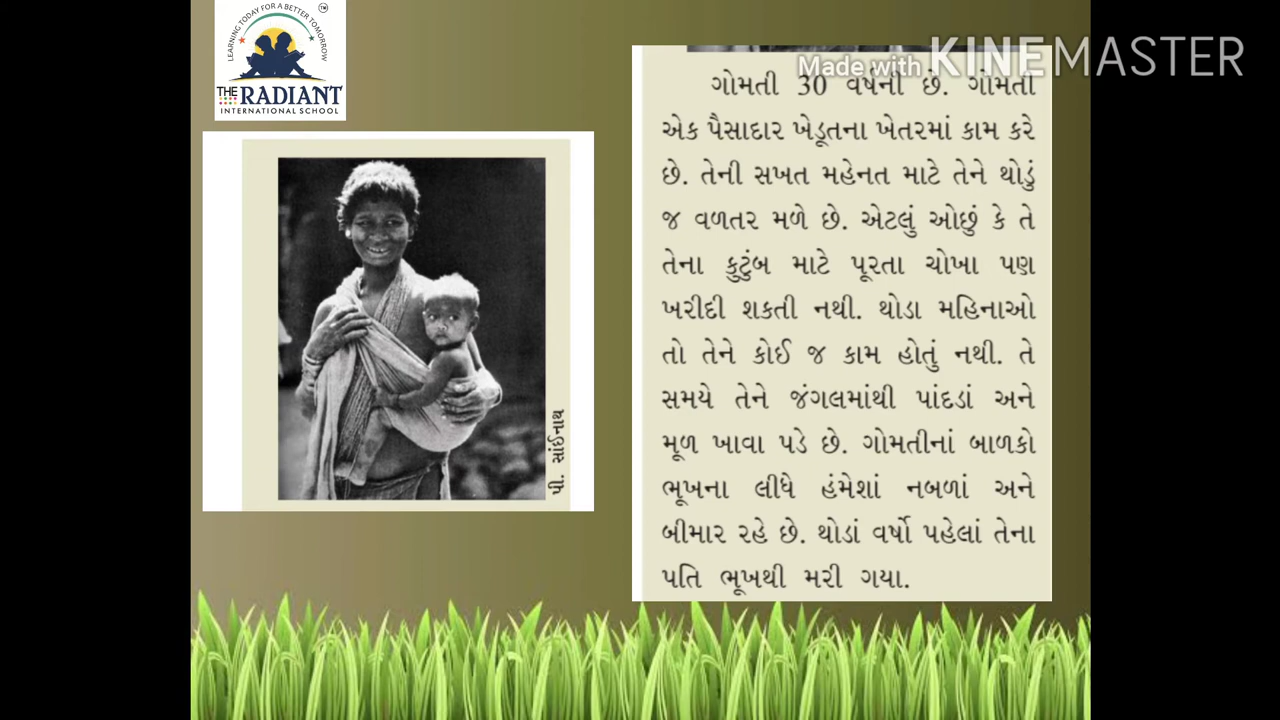 LEARNING TODAY FOR A BETTER TOMORROW
TM
THE RADIANT
INTERNATIONAL SCHOOL
Made with KINEMASTER
પી. સાંઈનાથ
ગોમતી 30 વર્ષની છે. ગોમતી
એક પૈસાદાર ખેડૂતના ખેતરમાં કામ કરે
છે. તેની સખત મહેનત માટે તેને થોડું
જ વળતર મળે છે. એટલું ઓછું કે તે
તેના કુટુંબ માટે પૂરતા ચોખા પણ
ખરીદી શકતી નથી. થોડા મહિનાઓ
તો તેને કોઈ જ કામ હોતું નથી. તે
સમયે તેને જંગલમાંથી પાંદડાં અને
મૂળ ખાવા પડે છે. ગોમતીનાં બાળકો
ભૂખના લીધે હંમેશાં નબળાં અને
બીમાર રહે છે. થોડાં વર્ષો પહેલાં તેના
પતિ ભૂખથી મરી ગયા.